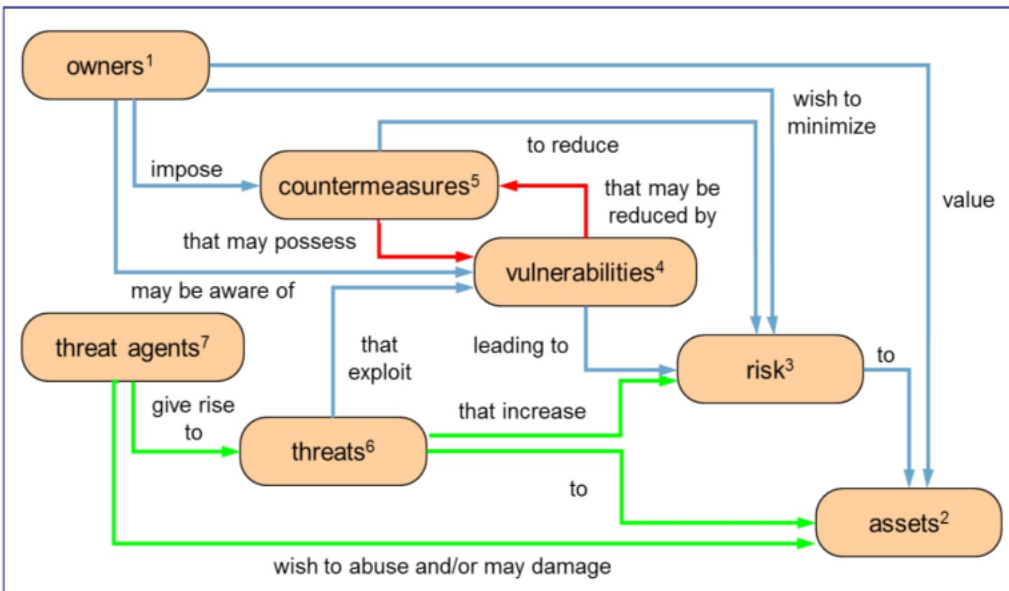 owners¹
wish to
minimize
to reduce
impose
countermeasures⁵
that may be
reduced by
value
that may possess
vulnerabilities⁴
may be aware of
threat agents⁷
that
exploit
leading to
risk³
to
give rise
to
that increase
threats⁶
to
assets²
wish to abuse and/or may damage